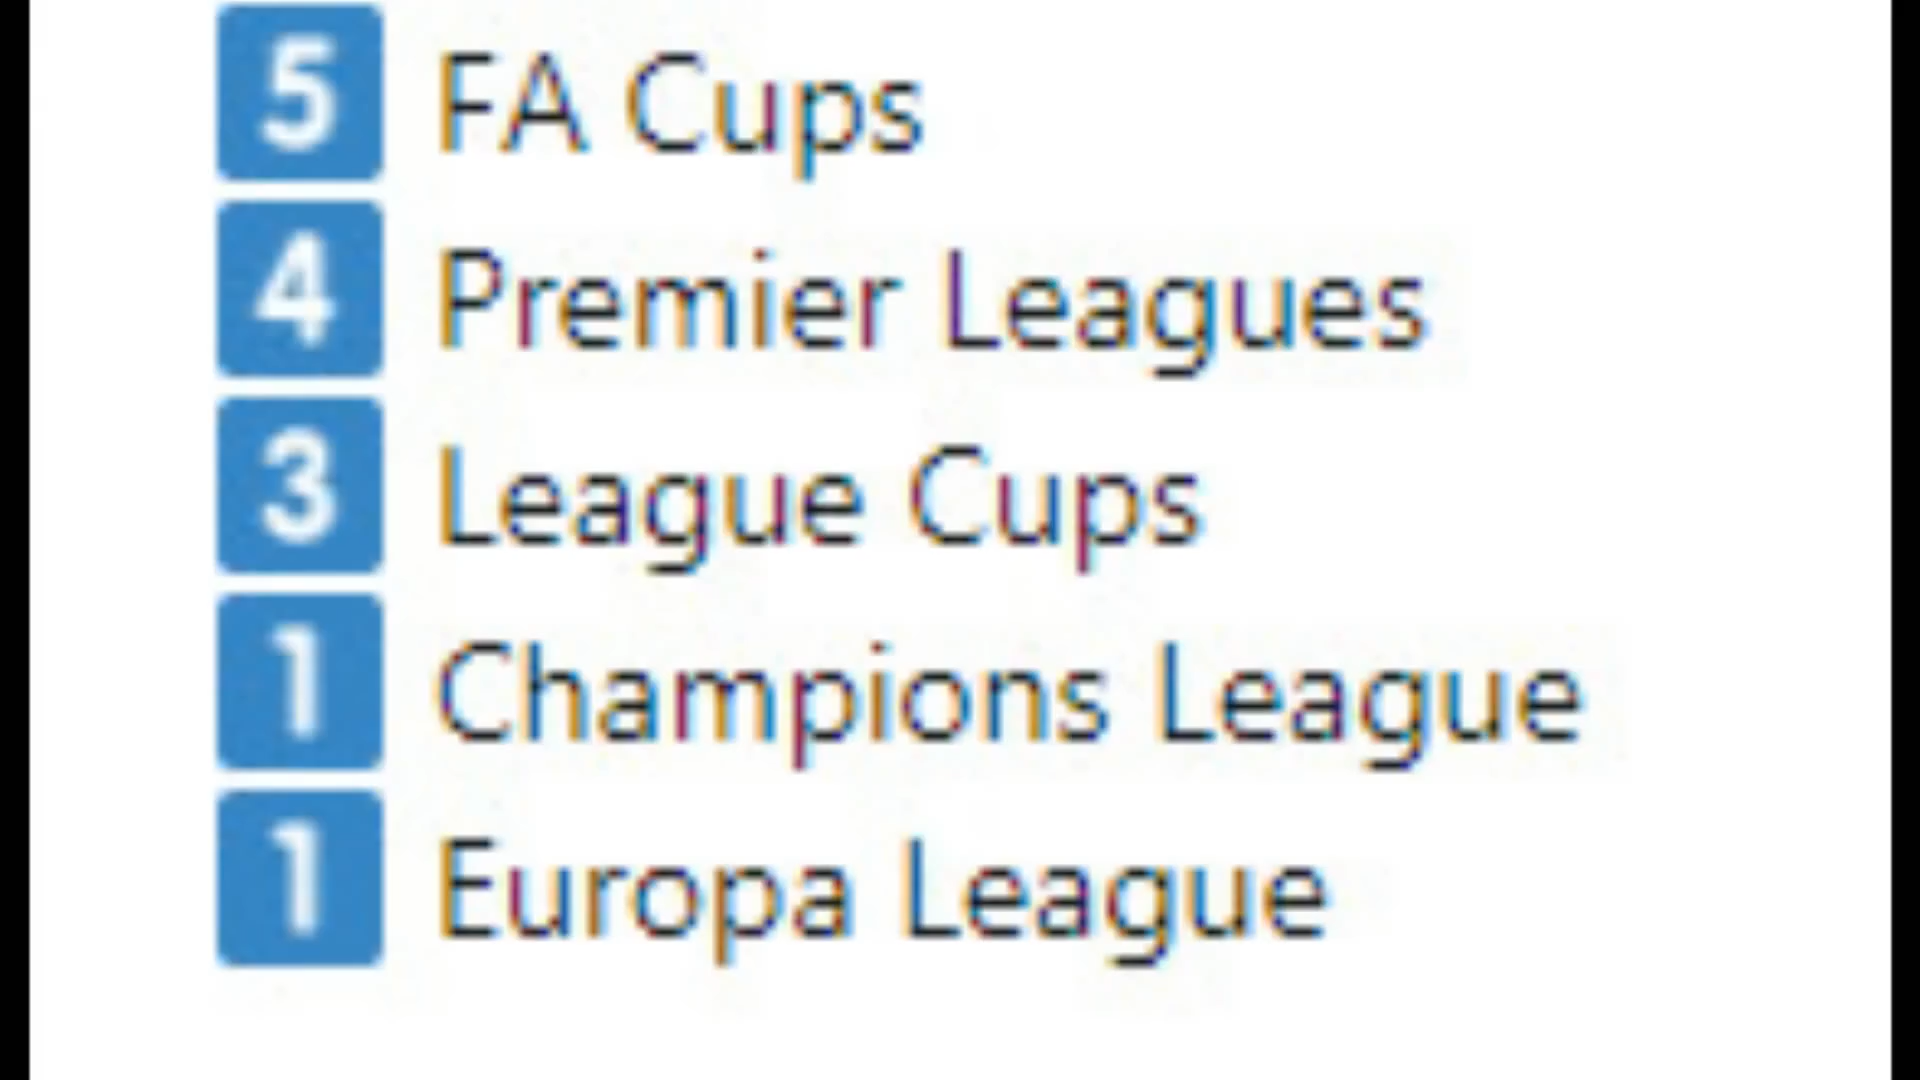 5 FA Cups
4 Premier Leagues
3 League Cups
1 Champions League
1 Europa League